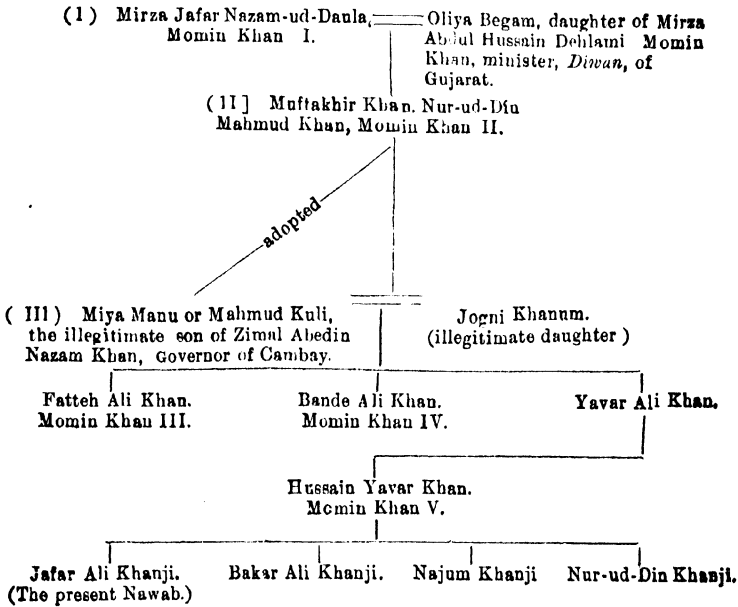 (I) Mirza Jafar Nazam-ud-Daula,
Momin Khan I.
Oliya Begam, daughter of Mirza
Abdul Hussain Dehlami Momin
Khan, minister, Diwan, of
Gujarat.
(II] Muftakhir Khan. Nur-ud-Din
Mahmud Khan, Momin Khan II.
adopted
(III) Miya Manu or Mahmud Kuli,
the illegitimate son of Zimal Abedin
Nazam Khan, Governor of Cambay.
Jogni Khanum.
(illegitimate daughter)
Fatteh Ali Khan.
Momin Khan III.
Bande Ali Khan.
Momin Khan IV.
Yavar Ali Khan.
Hussain Yavar Khan.
Momin Khan V.
Jafar Ali Khanji.
(The present Nawab.)
Bakar Ali Khanji.
Najum Khanji
Nur-ud-Din Khanji.